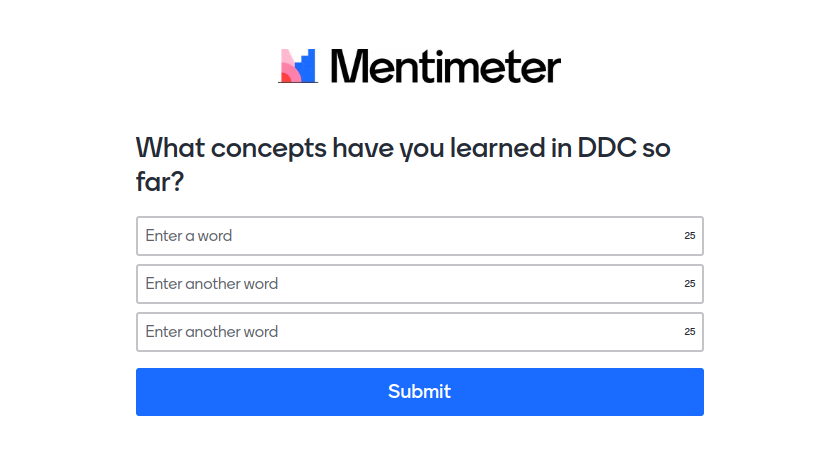 Mentimeter
What concepts have you learned in DDC so
far?
Enter a word 25
Enter another word 25
Enter another word 25
Submit